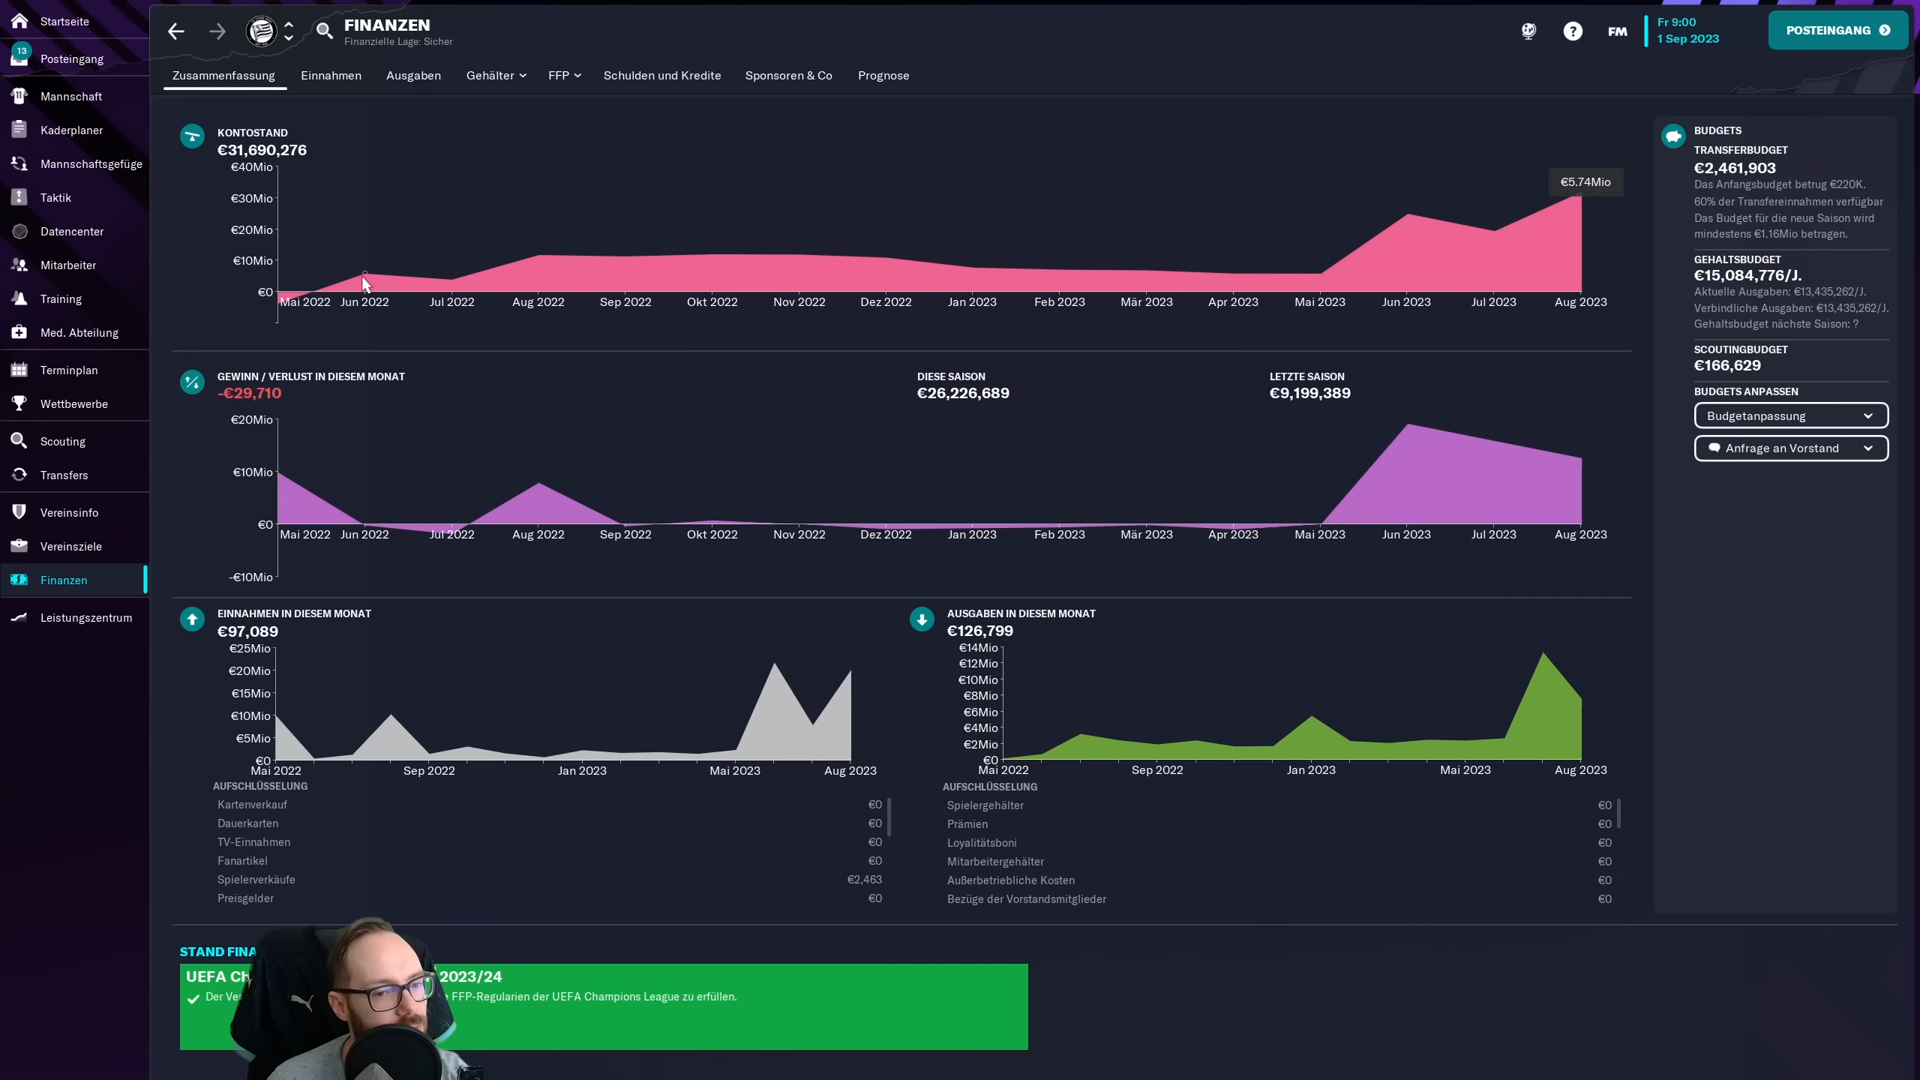 Startseite
13
Posteingang
Mannschaft
Kaderplaner
Mannschaftsgefüge
Taktik
Datencenter
Mitarbeiter
Training
Med. Abteilung
Terminplan
Wettbewerbe
Scouting
Transfers
Vereinsinfo
Vereinsziele
Finanzen
Leistungszentrum
FINANZEN
Finanzielle Lage: Sicher
FM
Fr 9:00
1 Sep 2023
POSTEINGANG
Zusammenfassung Einnahmen Ausgaben Gehälter FFP Schulden und Kredite Sponsoren & Co Prognose
KONTOSTAND
€31,690,276
€40Mio
€30Mio
€20Mio
€10Mio
€0
€5.74Mio
Mai 2022 Jun 2022 Jul 2022 Aug 2022 Sep 2022 Okt 2022 Nov 2022 Dez 2022 Jan 2023 Feb 2023 Mär 2023 Apr 2023 Mai 2023 Jun 2023 Jul 2023 Aug 2023
GEWINN / VERLUST IN DIESEM MONAT
-€29,710
DIESE SAISON
€26,226,689
LETZTE SAISON
€9,199,389
€20Mio
€10Mio
€0
-€10Mio
Mai 2022 Jun 2022 Jul 2022 Aug 2022 Sep 2022 Okt 2022 Nov 2022 Dez 2022 Jan 2023 Feb 2023 Mär 2023 Apr 2023 Mai 2023 Jun 2023 Jul 2023 Aug 2023
EINNAHMEN IN DIESEM MONAT
€97,089
€25Mio
€20Mio
€15Mio
€10Mio
€5Mio
€0
Mai 2022 Sep 2022 Jan 2023 Mai 2023 Aug 2023
AUFSCHLÜSSELUNG
Kartenverkauf €0
Dauerkarten €0
TV-Einnahmen €0
Fanartikel €0
Spielerverkäufe €2,463
Preisgelder €0
AUSGABEN IN DIESEM MONAT
€126,799
€14Mio
€12Mio
€10Mio
€8Mio
€6Mio
€4Mio
€2Mio
€0
Mai 2022 Sep 2022 Jan 2023 Mai 2023 Aug 2023
AUFSCHLÜSSELUNG
Spielergehälter €0
Prämien €0
Loyalitätsboni €0
Mitarbeitergehälter €0
Außerbetriebliche Kosten €0
Bezüge der Vorstandsmitglieder €0
BUDGETS
TRANSFERBUDGET
€2,461,903
Das Anfangsbudget betrug €220K.
60% der Transfereinnahmen verfügbar
Das Budget für die neue Saison wird
mindestens €1.16Mio betragen.
GEHALTSBUDGET
€15,084,776/J.
Aktuelle Ausgaben: €13,435,262/J.
Verbindliche Ausgaben: €13,435,262/J.
Gehaltsbudget nächste Saison: ?
SCOUTINGBUDGET
€166,629
BUDGETS ANPASSEN
Budgetanpassung
Anfrage an Vorstand
STAND
UEFA 2023/24
Der FFP-Regularien der UEFA Champions League zu erfüllen.